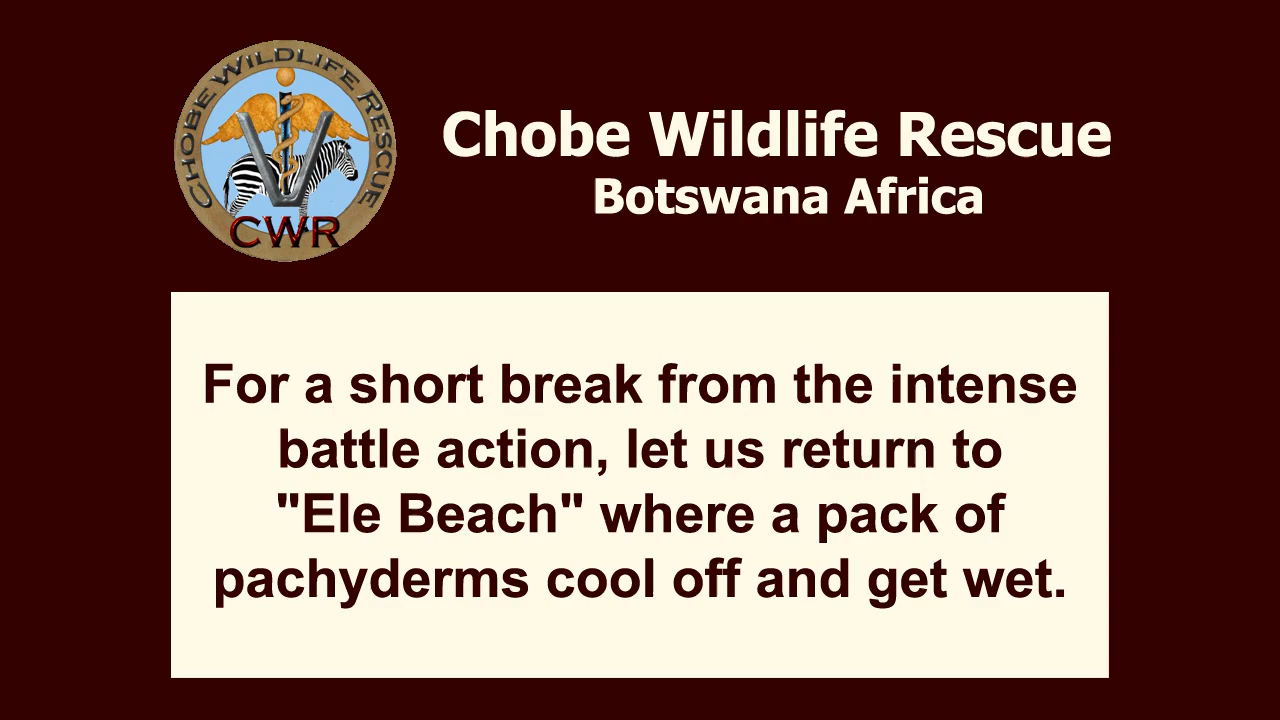 CHOBE WILDLIFE RESCUE
V
CWR
Chobe Wildlife Rescue
Botswana Africa
For a short break from the intense
battle action, let us return to
"Ele Beach" where a pack of
pachyderms cool off and get wet.